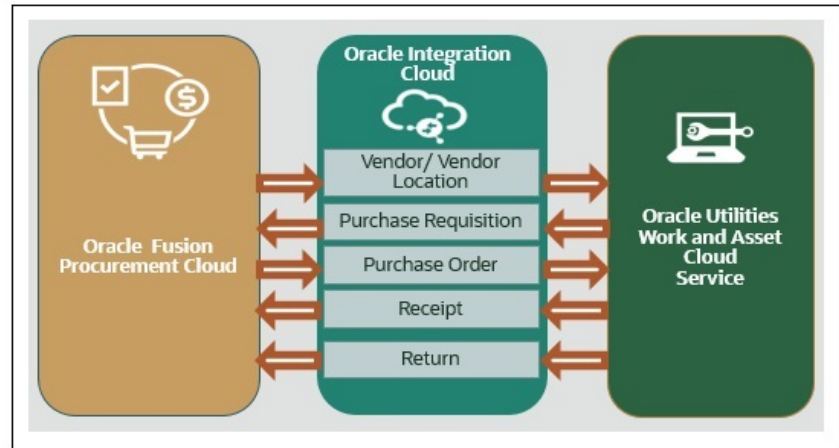 Oracle Fusion
Procurement Cloud
Oracle Integration
Cloud
Vendor/ Vendor
Location
Purchase Requisition
Purchase Order
Receipt
Return
Oracle Utilities
Work and Asset
Cloud
Service